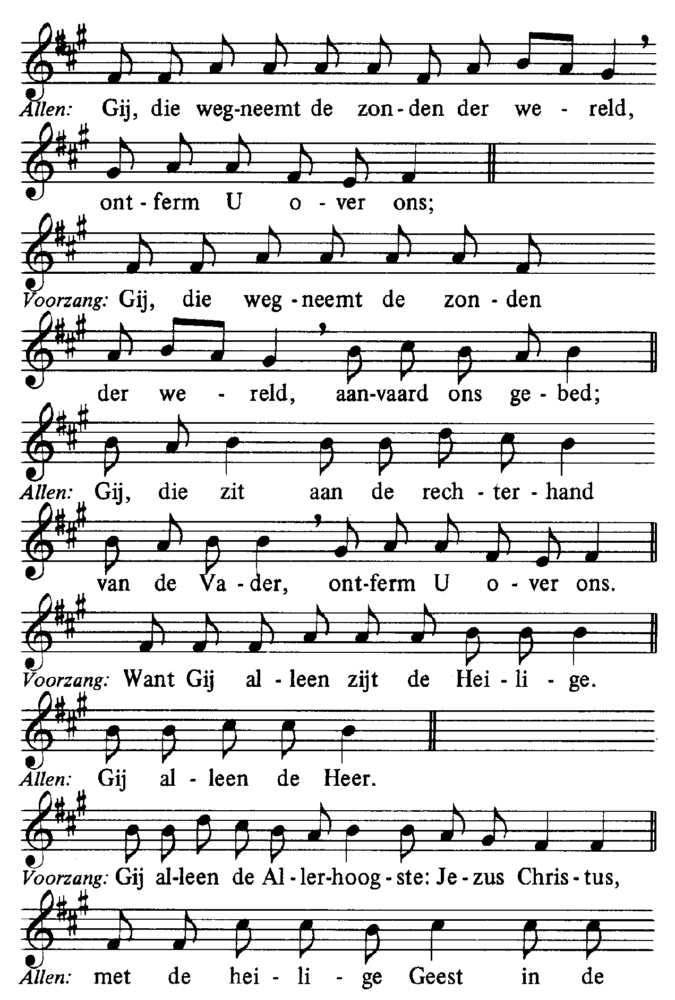 Allen: Gij, die weg-neemt de zon-den der we - reld,
ont-ferm U o - ver ons;
Voorzang: Gij, die weg-neemt de zon-den
der we - reld, aan-vaard ons ge-bed;
Allen: Gij, die zit aan de rech-ter-hand
van de Va-der, ont-ferm U o - ver ons.
Voorzang: Want Gij al-leen zijt de Hei-li-ge.
Allen: Gij al-leen de Heer.
Voorzang: Gij al-leen de Al-ler-hoog-ste: Je-zus Chris-tus,
Allen: met de hei-li-ge Geest in de